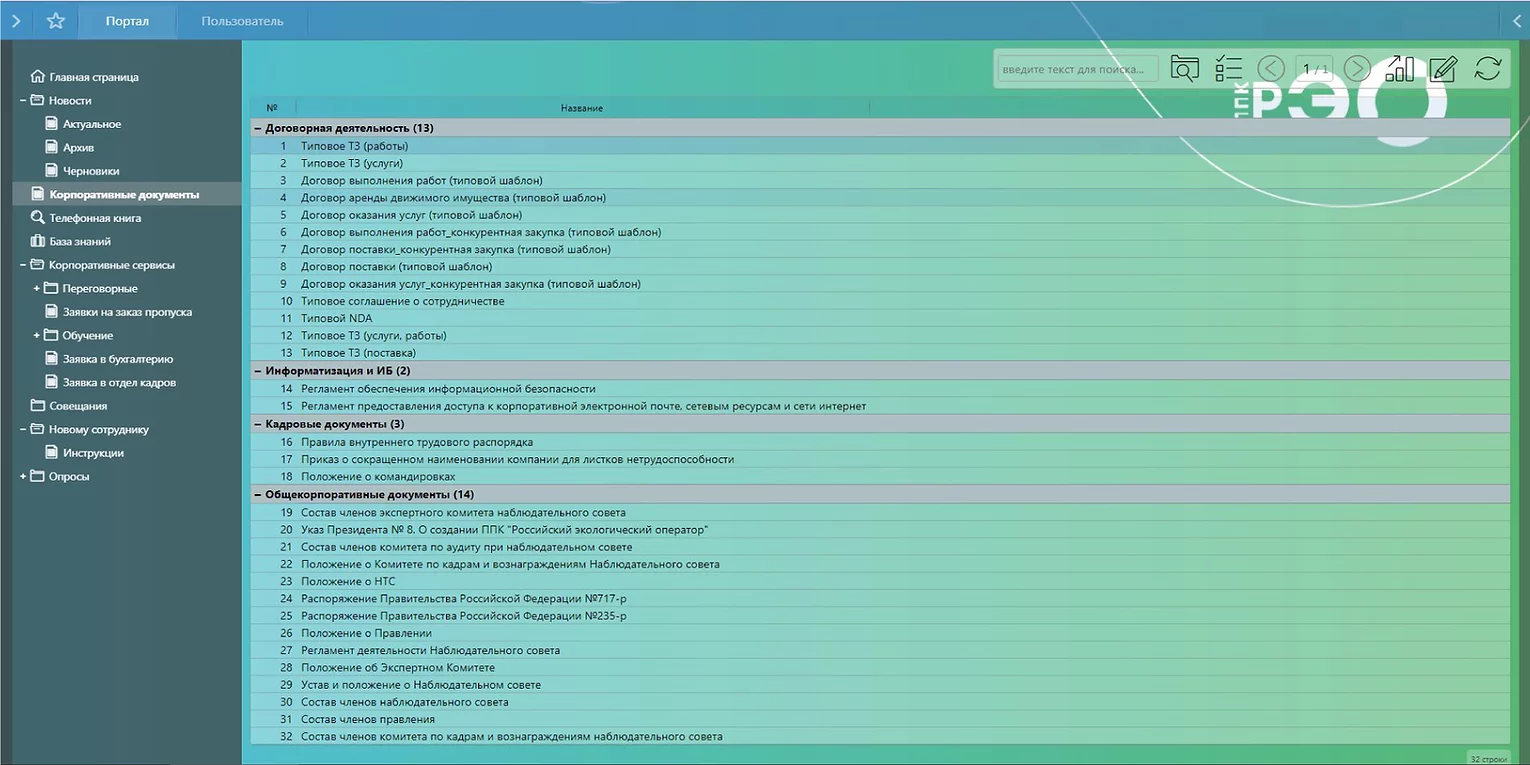 Портал
Пользователь
Главная страница
Новости
Актуальное
Архив
Черновики
Корпоративные документы
Телефонная книга
База знаний
Корпоративные сервисы
Переговорные
Заявки на заказ пропуска
Обучение
Заявка в бухгалтерию
Заявка в отдел кадров
Совещания
Новому сотруднику
Инструкции
Опросы
введите текст для поиска...
1 / 1
ППК РЭО
№ Название
Договорная деятельность (13)
1 Типовое ТЗ (работы)
2 Типовое ТЗ (услуги)
3 Договор выполнения работ (типовой шаблон)
4 Договор аренды движимого имущества (типовой шаблон)
5 Договор оказания услуг (типовой шаблон)
6 Договор выполнения работ_конкурентная закупка (типовой шаблон)
7 Договор поставки_конкурентная закупка (типовой шаблон)
8 Договор поставки (типовой шаблон)
9 Договор оказания услуг_конкурентная закупка (типовой шаблон)
10 Типовое соглашение о сотрудничестве
11 Типовой NDA
12 Типовое ТЗ (услуги, работы)
13 Типовое ТЗ (поставка)
Информатизация и ИБ (2)
14 Регламент обеспечения информационной безопасности
15 Регламент предоставления доступа к корпоративной электронной почте, сетевым ресурсам и сети интернет
Кадровые документы (3)
16 Правила внутреннего трудового распорядка
17 Приказ о сокращенном наименовании компании для листков нетрудоспособности
18 Положение о командировках
Общекорпоративные документы (14)
19 Состав членов экспертного комитета наблюдательного совета
20 Указ Президента № 8. О создании ППК "Российский экологический оператор"
21 Состав членов комитета по аудиту при наблюдательном совете
22 Положение о Комитете по кадрам и вознаграждениям Наблюдательного совета
23 Положение о НТС
24 Распоряжение Правительства Российской Федерации №717-р
25 Распоряжение Правительства Российской Федерации №235-р
26 Положение о Правлении
27 Регламент деятельности Наблюдательного совета
28 Положение об Экспертном Комитете
29 Устав и положение о Наблюдательном совете
30 Состав членов наблюдательного совета
31 Состав членов правления
32 Состав членов комитета по кадрам и вознаграждениям наблюдательного совета
32 строки